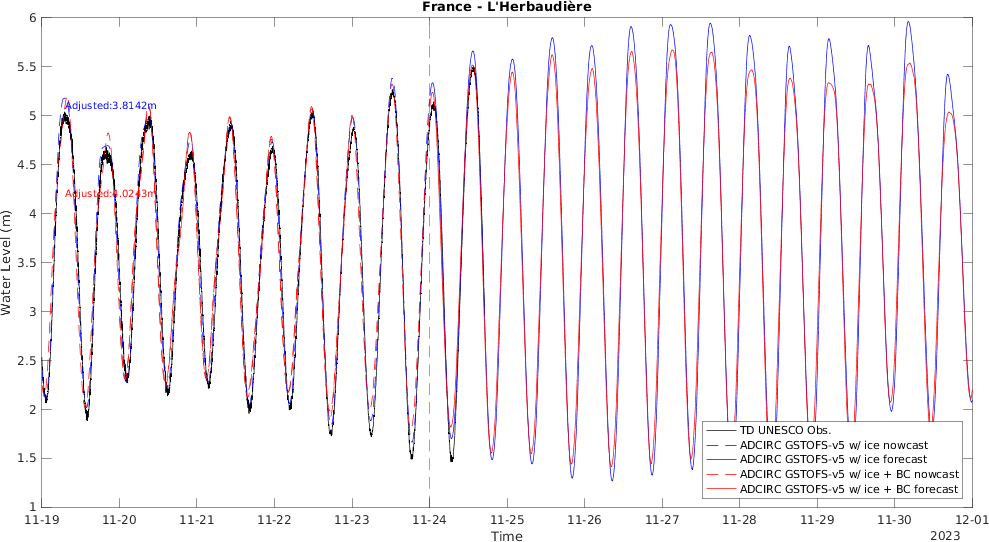 France - L'Herbaudière
Water Level (m)
6
5.5
5
4.5
4
3.5
3
2.5
2
1.5
1
Adjusted:3.8142m
Adjusted:4.0243m
TD UNESCO Obs.
ADCIRC GSTOFS-v5 w/ ice nowcast
ADCIRC GSTOFS-v5 w/ ice forecast
ADCIRC GSTOFS-v5 w/ ice + BC nowcast
ADCIRC GSTOFS-v5 w/ ice + BC forecast
11-19 11-20 11-21 11-22 11-23 11-24 11-25 11-26 11-27 11-28 11-29 11-30 12-01
Time
2023